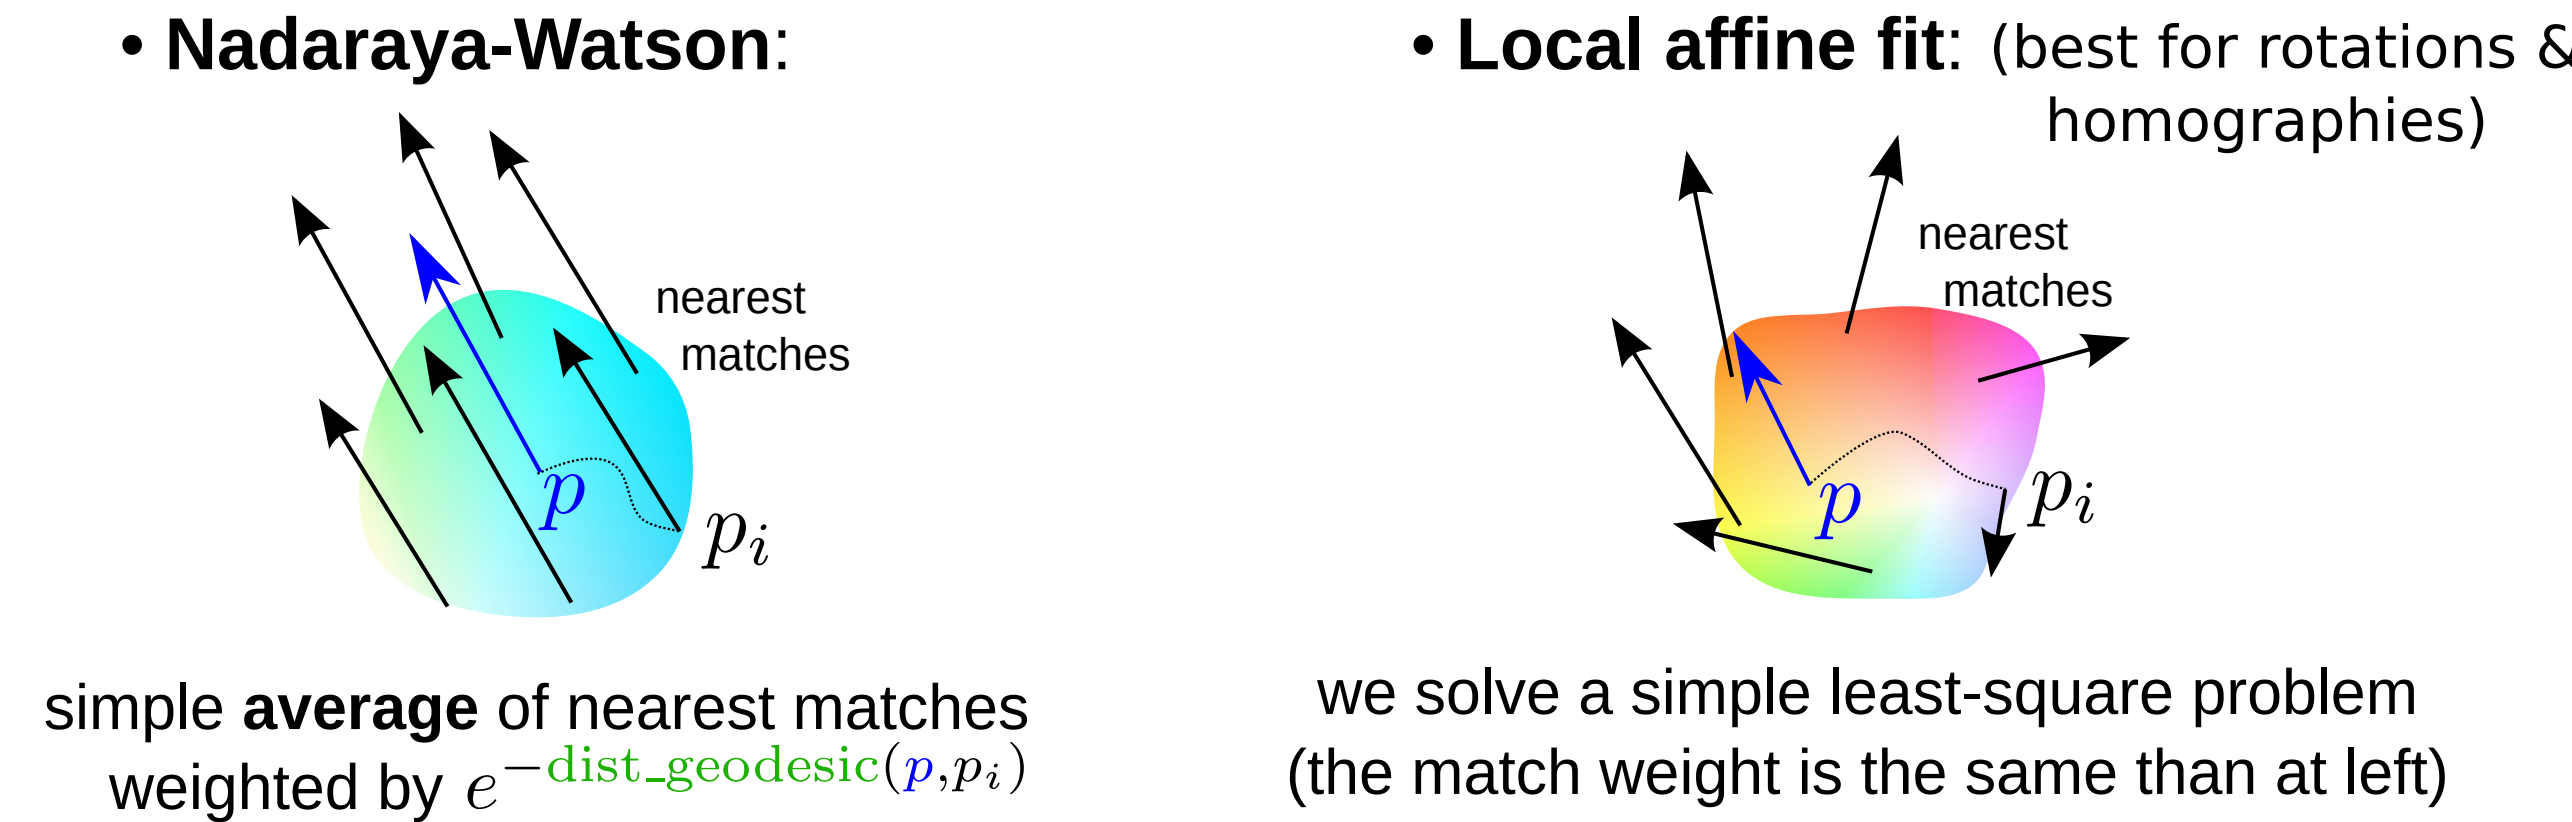 • Nadaraya-Watson:
nearest
matches
p
p_i
simple average of nearest matches
weighted by e^{-dist_geodesic(p,p_i)}
• Local affine fit: (best for rotations &
homographies)
nearest
matches
p
p_i
we solve a simple least-square problem
(the match weight is the same than at left)